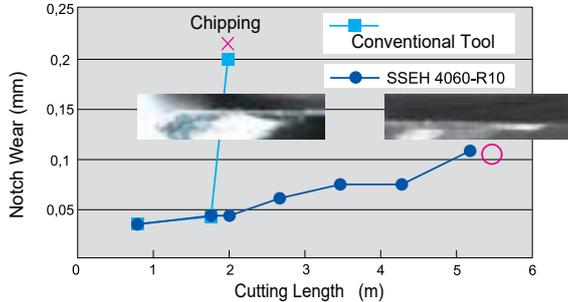 0,25
Chipping
Conventional Tool
0,2
SSEH 4060-R10
0,15
Notch Wear (mm)
0,1
0,05
0 1 2 3 4 5 6
Cutting Length (m)